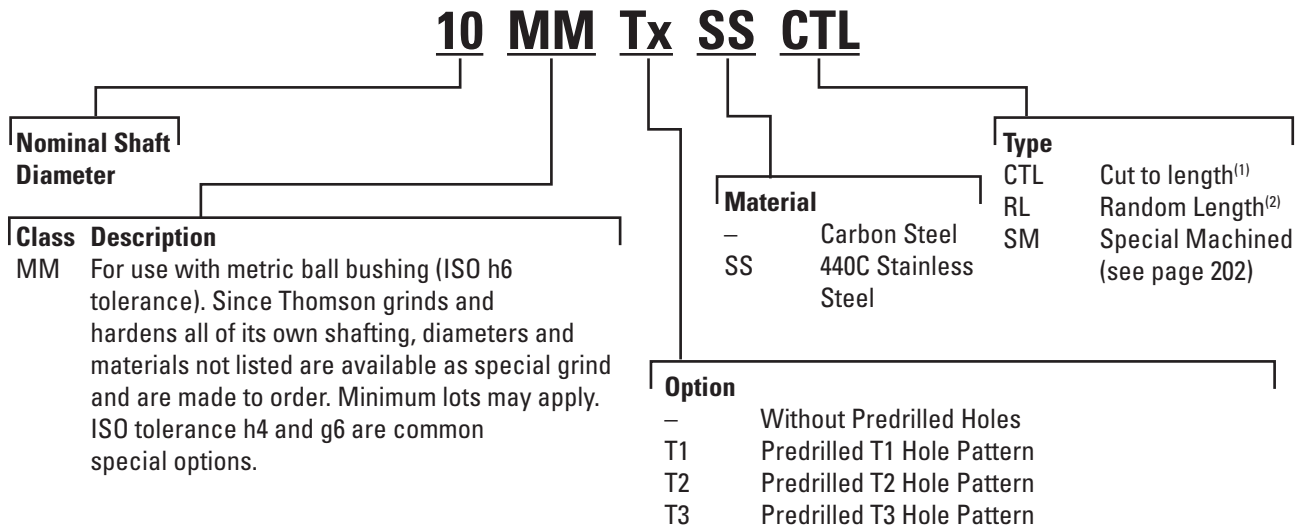 10 MM Tx SS CTL
Nominal Shaft
Diameter
Class Description
MM For use with metric ball bushing (ISO h6
tolerance). Since Thomson grinds and
hardens all of its own shafting, diameters and
materials not listed are available as special grind
and are made to order. Minimum lots may apply.
ISO tolerance h4 and g6 are common
special options.
Material
– Carbon Steel
SS 440C Stainless
Steel
Type
CTL Cut to length(1)
RL Random Length(2)
SM Special Machined
(see page 202)
Option
– Without Predrilled Holes
T1 Predrilled T1 Hole Pattern
T2 Predrilled T2 Hole Pattern
T3 Predrilled T3 Hole Pattern